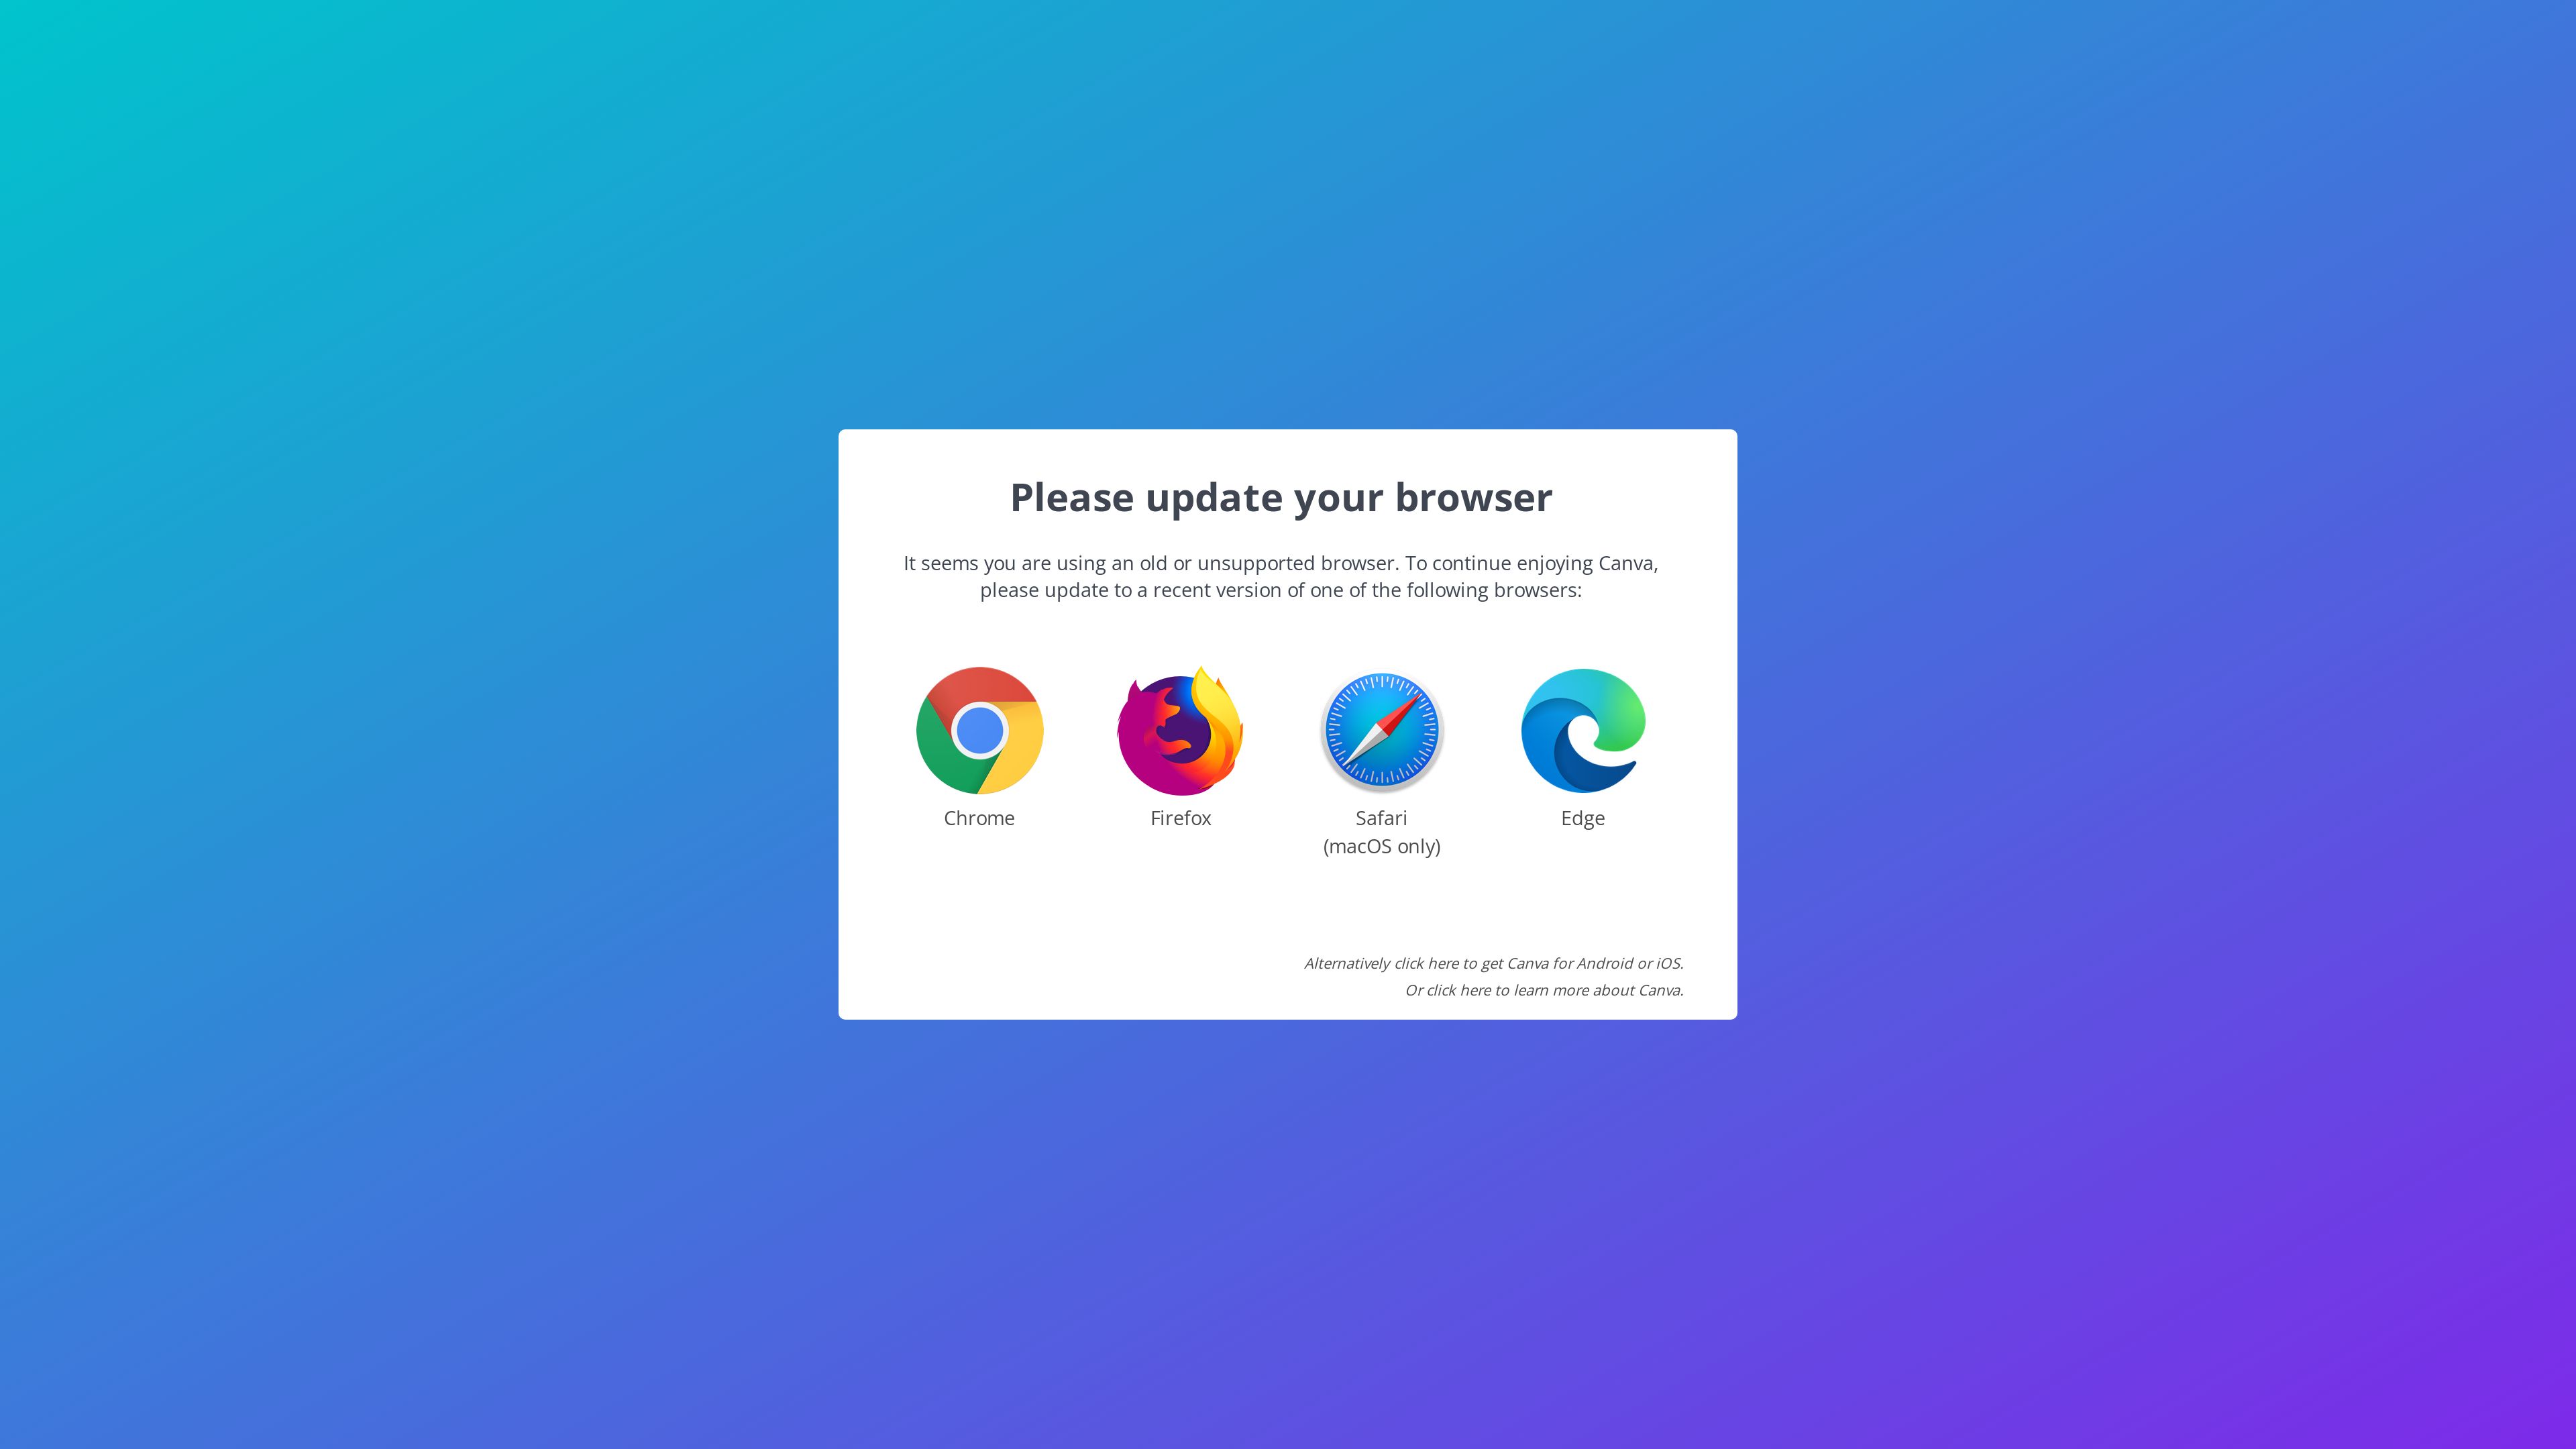 Please update your browser
It seems you are using an old or unsupported browser. To continue enjoying Canva,
please update to a recent version of one of the following browsers:
Chrome
Firefox
Safari
(macOS only)
Edge
Alternatively click here to get Canva for Android or iOS.
Or click here to learn more about Canva.